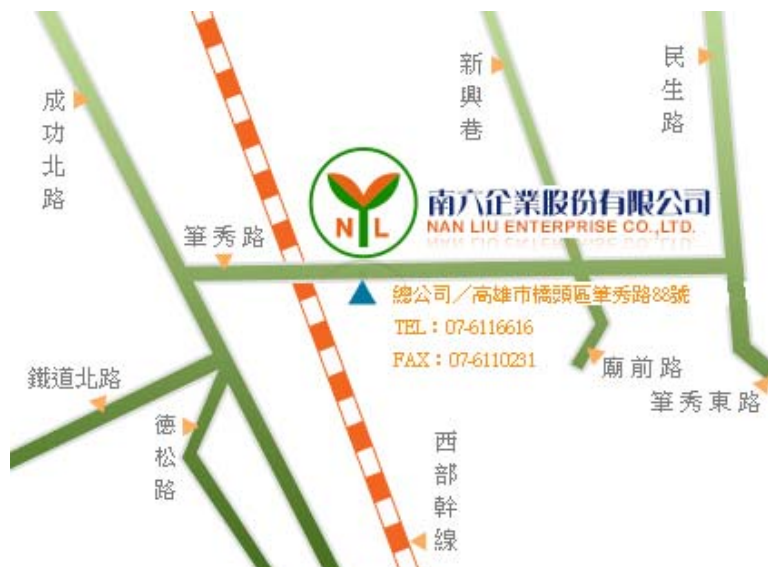 新興巷
民生路
成功北路
N L
南六企業股份有限公司
NAN LIU ENTERPRISE CO.,LTD.
筆秀路
總公司／高雄市橋頭區筆秀路88號
TEL：07-6116616
FAX：07-6110231
廟前路
鐵道北路
筆秀東路
德松路
西部幹線